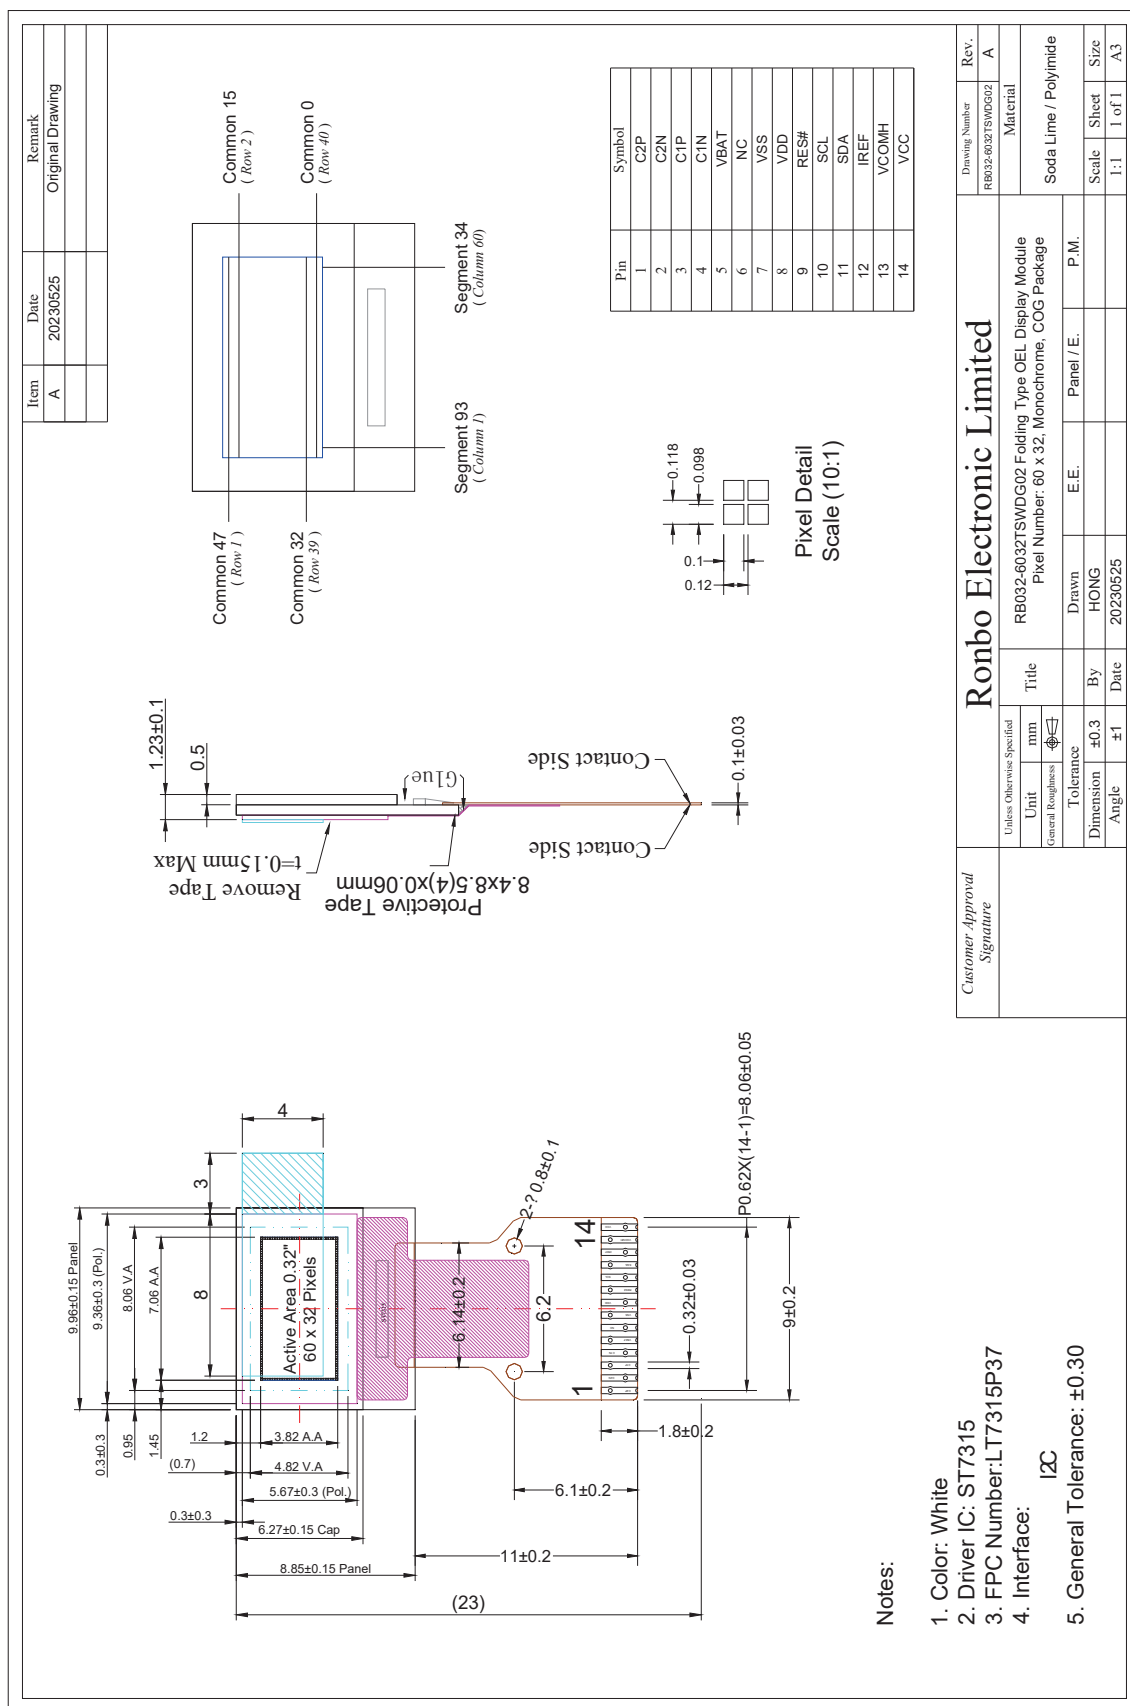 Item Date Remark
A 20230525 Original Drawing
9.96±0.15 Panel
9.36±0.3 (Pol.)
8.06 V.A
7.06 A.A
8
3
4
0.3±0.3
0.95
1.45
1.2
(0.7)
0.3±0.3
3.82 A.A
4.82 V.A
5.67±0.3 (Pol.)
6.27±0.15 Cap
8.85±0.15 Panel
(23)
11±0.2
6.1±0.2
1.8±0.2
Active Area 0.32"
60 x 32 Pixels
6.14±0.2
6.2
2-? 0.8±0.1
1
14
0.32±0.03
P0.62X(14-1)=8.06±0.05
9±0.2
1.23±0.1
0.5
Remove Tape
t=0.15mm Max
Protective Tape
8.4x8.5(4)x0.06mm
Glue
Contact Side
Contact Side
0.1±0.03
Common 47
( Row 1 )
Common 32
( Row 39 )
Common 15
( Row 2 )
Common 0
( Row 40 )
Segment 93
( Column 1 )
Segment 34
( Column 60 )
0.118
0.098
0.1
0.12
Pixel Detail
Scale (10:1)
Pin Symbol
1 C2P
2 C2N
3 C1P
4 C1N
5 VBAT
6 NC
7 VSS
8 VDD
9 RES#
10 SCL
11 SDA
12 IREF
13 VCOMH
14 VCC
Notes:
1. Color: White
2. Driver IC: ST7315
3. FPC Number:LT7315P37
4. Interface:
I2C
5. General Tolerance: ±0.30
Customer Approval
Signature
Ronbo Electronic Limited
Drawing Number Rev.
RB032-6032TSWDG02 A
Unless Otherwise Specified
Unit mm
General Roughness
Tolerance
Dimension ±0.3
Angle ±1
Title
RB032-6032TSWDG02 Folding Type OEL Display Module
Pixel Number: 60 x 32, Monochrome, COG Package
Material
Soda Lime / Polyimide
Drawn E.E. Panel / E. P.M.
By HONG
Date 20230525
Scale Sheet Size
1:1 1 of 1 A3